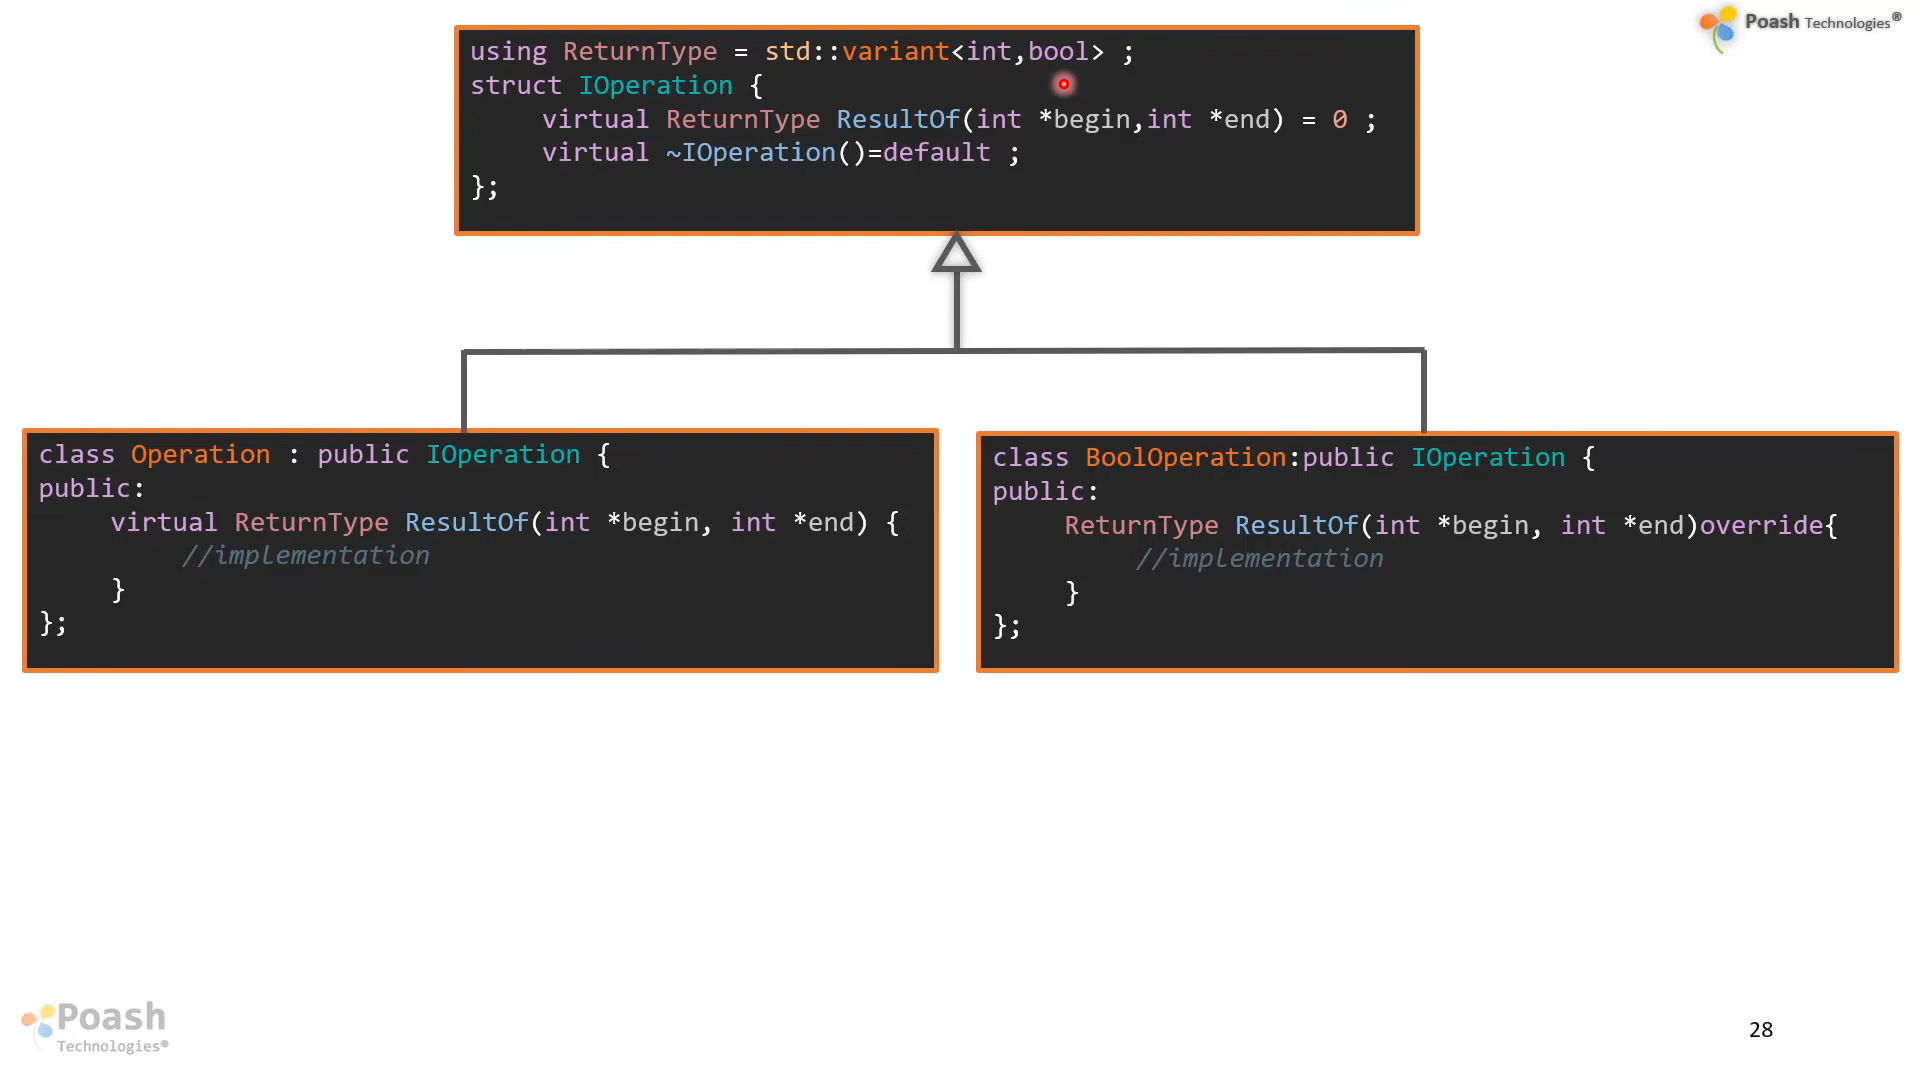 Poash Technologies®
using ReturnType = std::variant<int,bool> ;
struct IOperation {
virtual ReturnType ResultOf(int *begin,int *end) = 0 ;
virtual ~IOperation()=default ;
};
class Operation : public IOperation {
public:
virtual ReturnType ResultOf(int *begin, int *end) {
//implementation
}
};
class BoolOperation:public IOperation {
public:
ReturnType ResultOf(int *begin, int *end)override{
//implementation
}
};
Poash
Technologies®
28